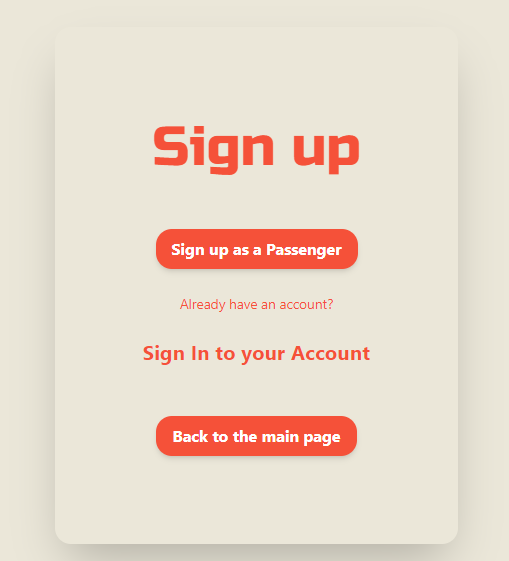 Sign up
Sign up as a Passenger
Already have an account?
Sign In to your Account
Back to the main page